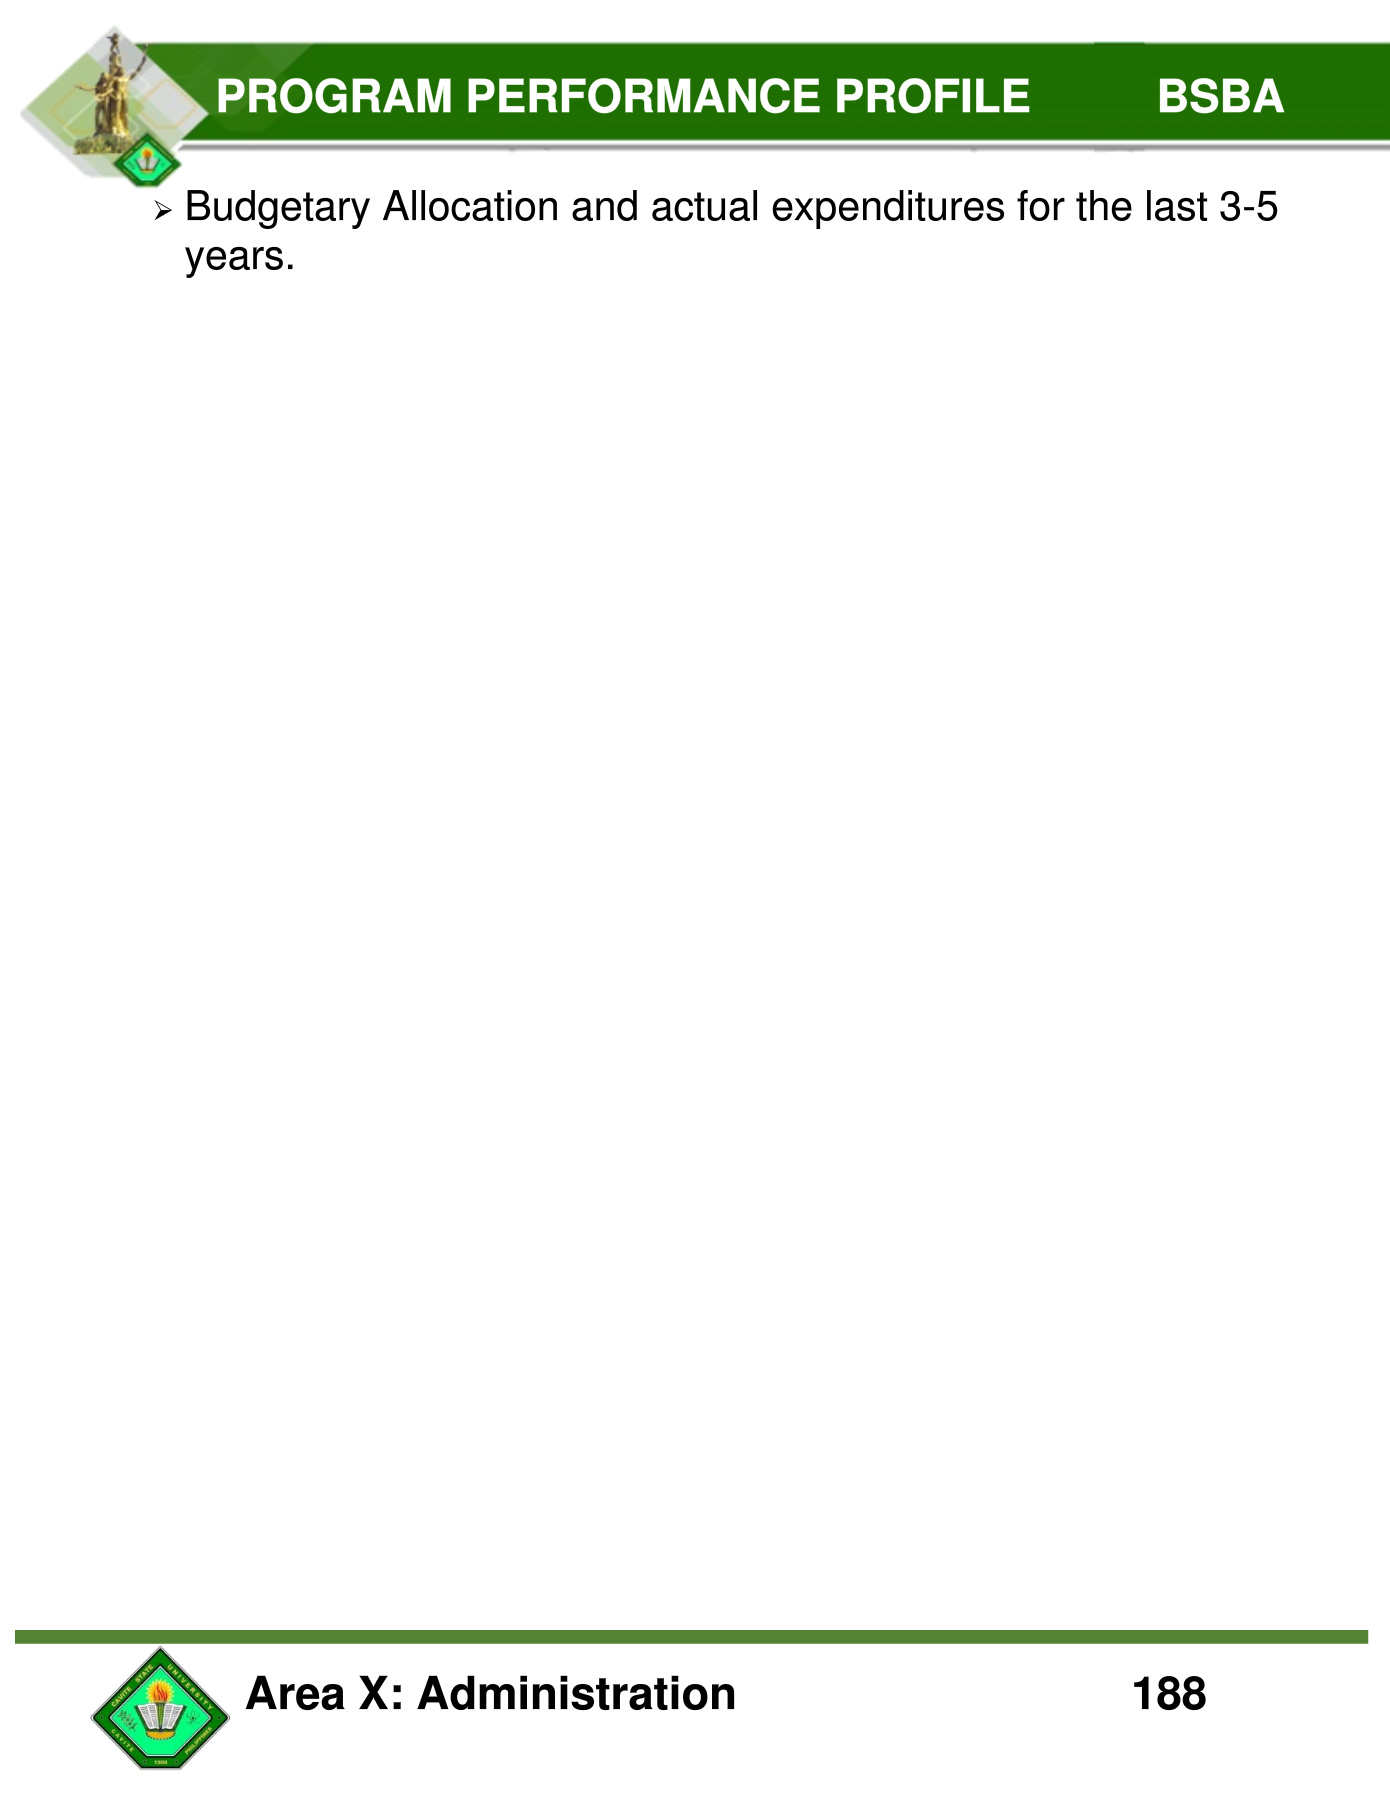 PROGRAM PERFORMANCE PROFILE BSBA
➢ Budgetary Allocation and actual expenditures for the last 3-5
years.
CAVITE STATE UNIVERSITY
CAVITE PHILIPPINES
1906
Area X: Administration 188